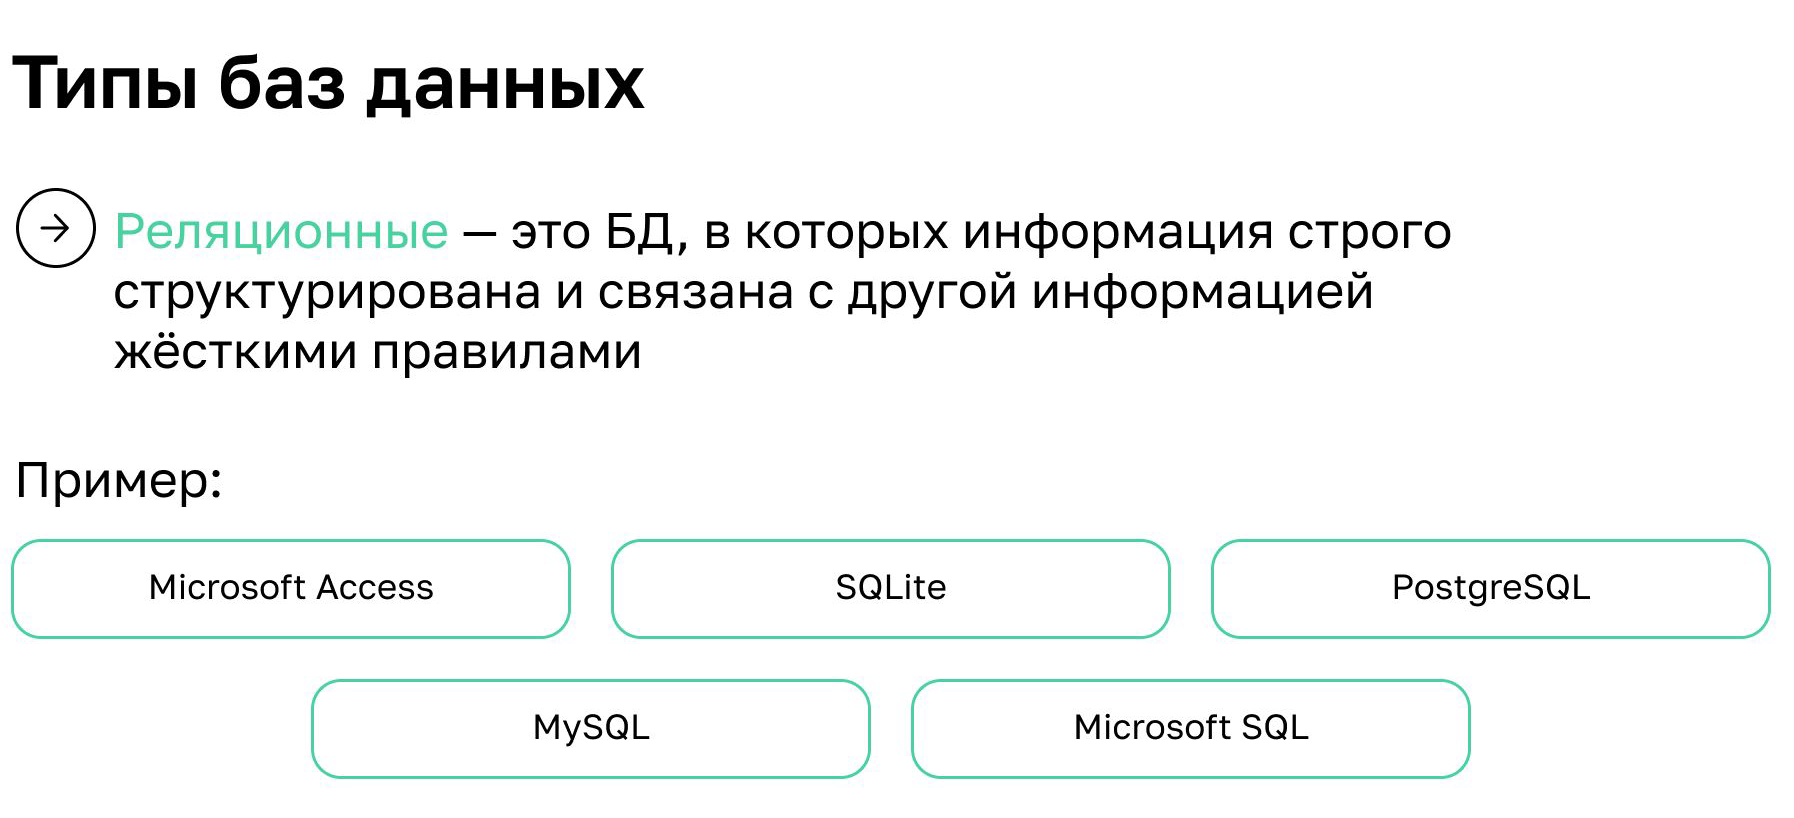 Типы баз данных
Реляционные — это БД, в которых информация строго
структурирована и связана с другой информацией
жёсткими правилами
Пример:
Microsoft Access
SQLite
PostgreSQL
MySQL
Microsoft SQL